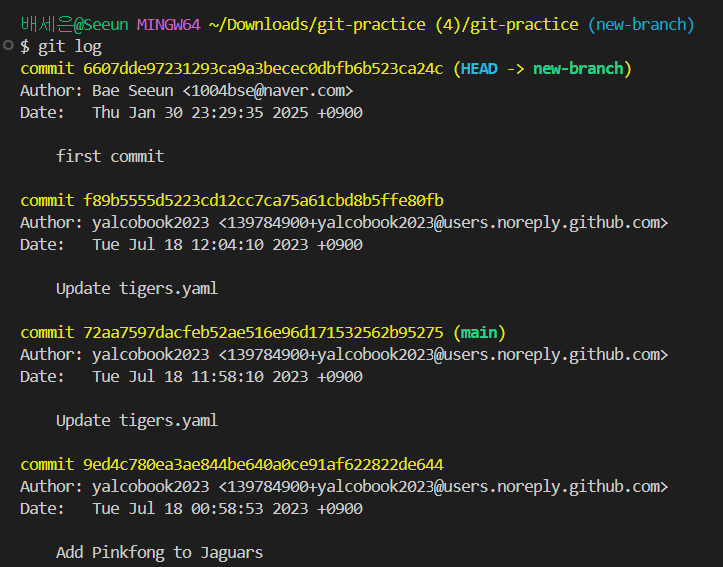 배세은@Seeun MINGW64 ~/Downloads/git-practice (4)/git-practice (new-branch)
$ git log
commit 6607dde97231293ca9a3becec0dbfb6b523ca24c (HEAD -> new-branch)
Author: Bae Seeun <1004bse@naver.com>
Date:   Thu Jan 30 23:29:35 2025 +0900
    first commit
commit f89b5555d5223cd12cc7ca75a61cbd8b5ffe80fb
Author: yalcobook2023 <139784900+yalcobook2023@users.noreply.github.com>
Date:   Tue Jul 18 12:04:10 2023 +0900
    Update tigers.yaml
commit 72aa7597dacfeb52ae516e96d171532562b95275 (main)
Author: yalcobook2023 <139784900+yalcobook2023@users.noreply.github.com>
Date:   Tue Jul 18 11:58:10 2023 +0900
    Update tigers.yaml
commit 9ed4c780ea3ae844be640a0ce91af622822de644
Author: yalcobook2023 <139784900+yalcobook2023@users.noreply.github.com>
Date:   Tue Jul 18 00:58:53 2023 +0900
    Add Pinkfong to Jaguars